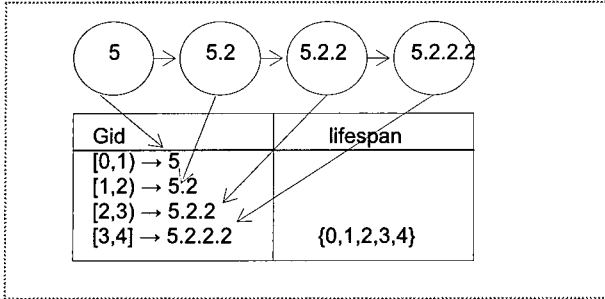 5 5.2 5.2.2 5.2.2.2
Gid lifespan
[0,1) → 5
[1,2) → 5.2
[2,3) → 5.2.2
[3,4] → 5.2.2.2 {0,1,2,3,4}